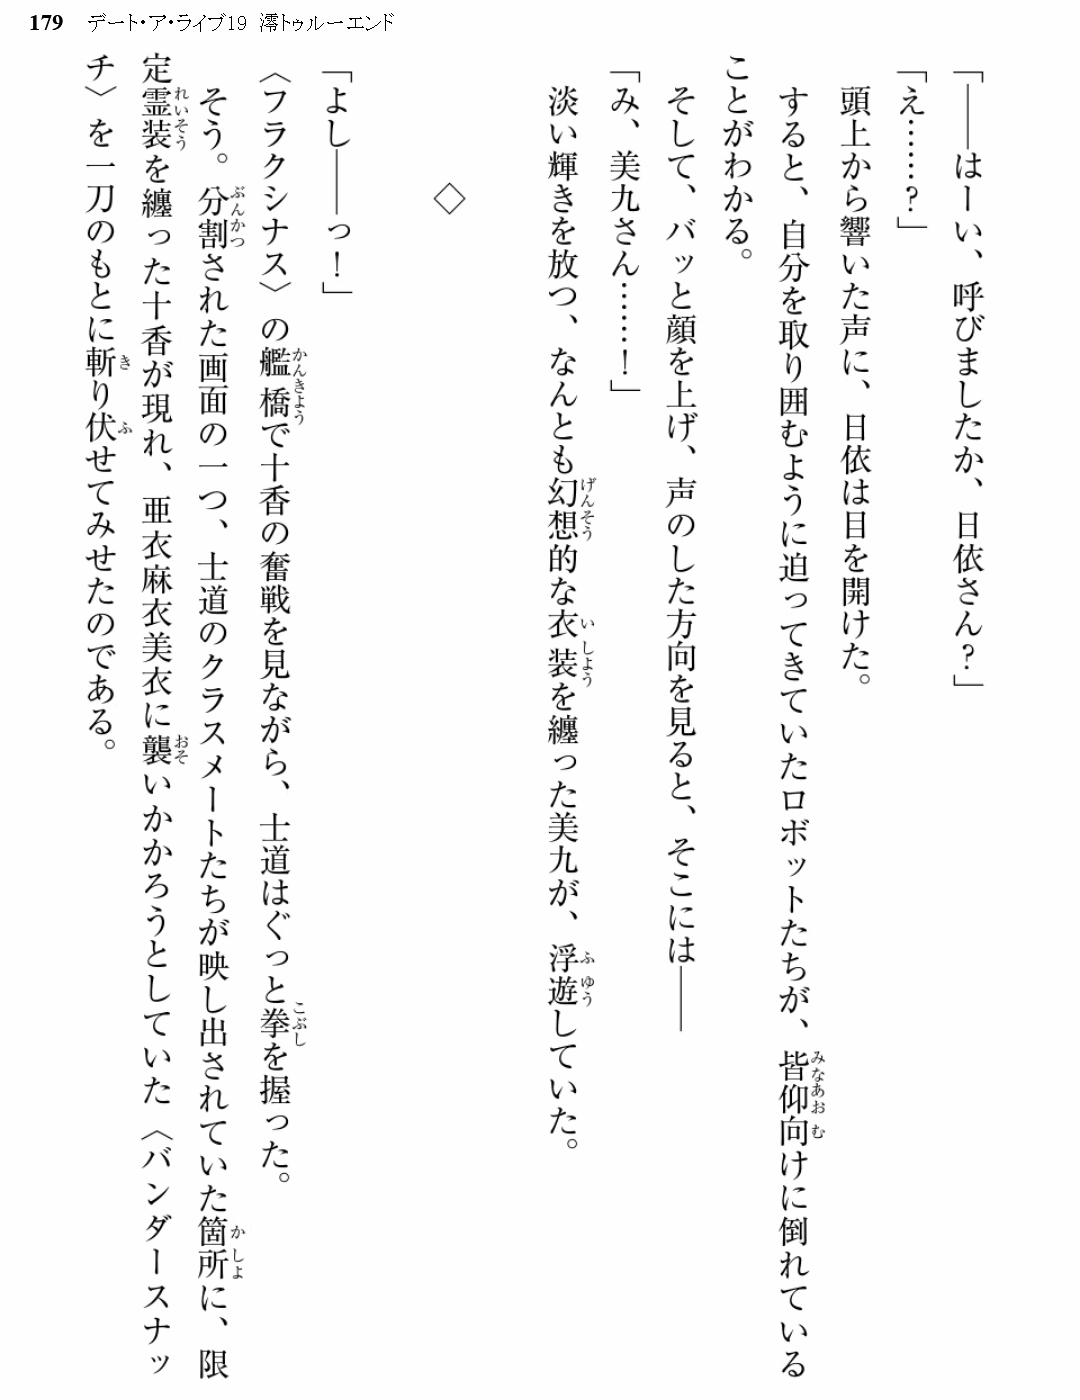 179　デート・ア・ライブ19　澪トゥルーエンド
「――はーい、呼びましたか、日依さん？」
「え……？」
　頭上から響いた声に、日依は目を開けた。
　すると、自分を取り囲むように迫ってきていたロボットたちが、皆仰向けに倒れている
ことがわかる。
　そして、バッと顔を上げ、声のした方向を見ると、そこには――
「み、美九さん……！」
　淡い輝きを放つ、なんとも幻想的な衣装を纏った美九が、浮遊していた。
◇
「よし――っ！」
〈フラクシナス〉の艦橋で十香の奮戦を見ながら、士道はぐっと拳を握った。
　そう。分割された画面の一つ、士道のクラスメートたちが映し出されていた箇所に、限
定霊装を纏った十香が現れ、亜衣麻衣美衣に襲いかかろうとしていた〈バンダースナッ
チ〉を一刀のもとに斬り伏せてみせたのである。